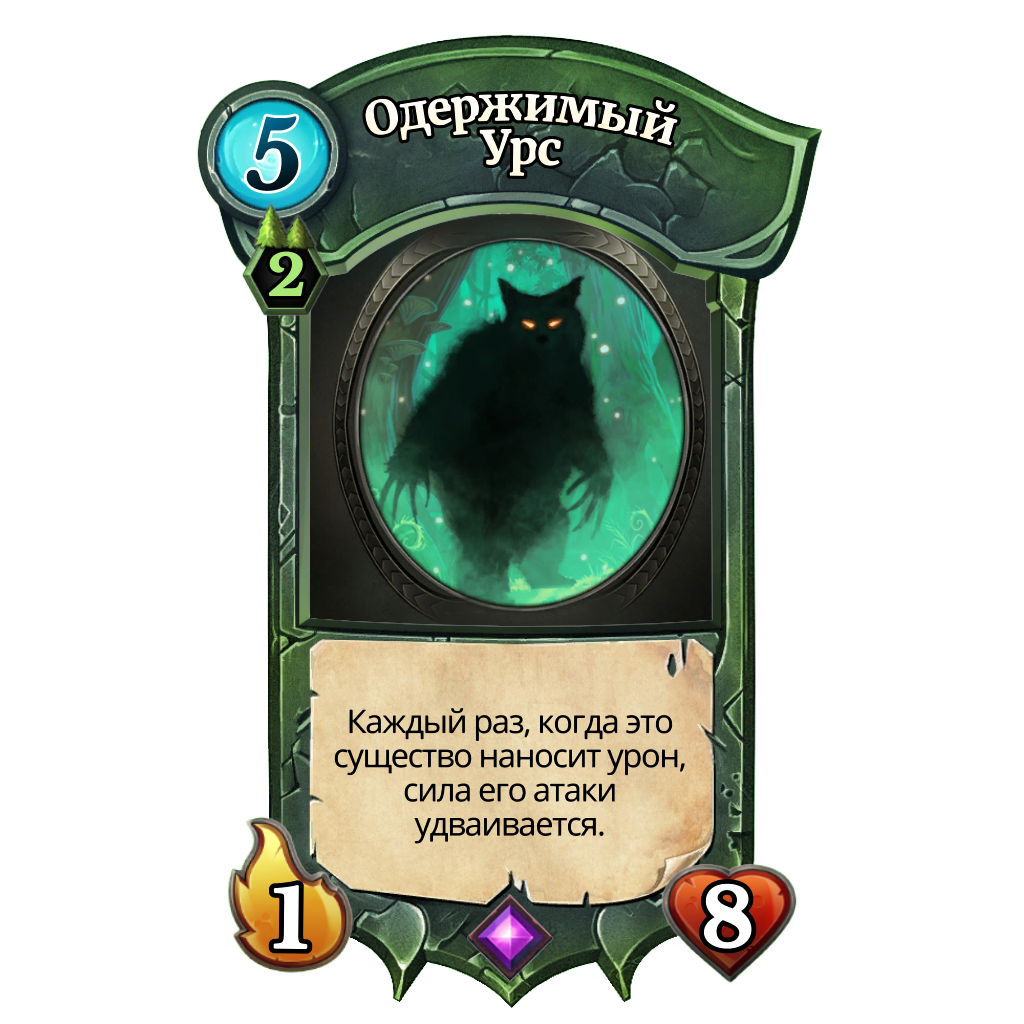 5
Одержимый
Урс
2
Каждый раз, когда это
существо наносит урон,
сила его атаки
удваивается.
1
8